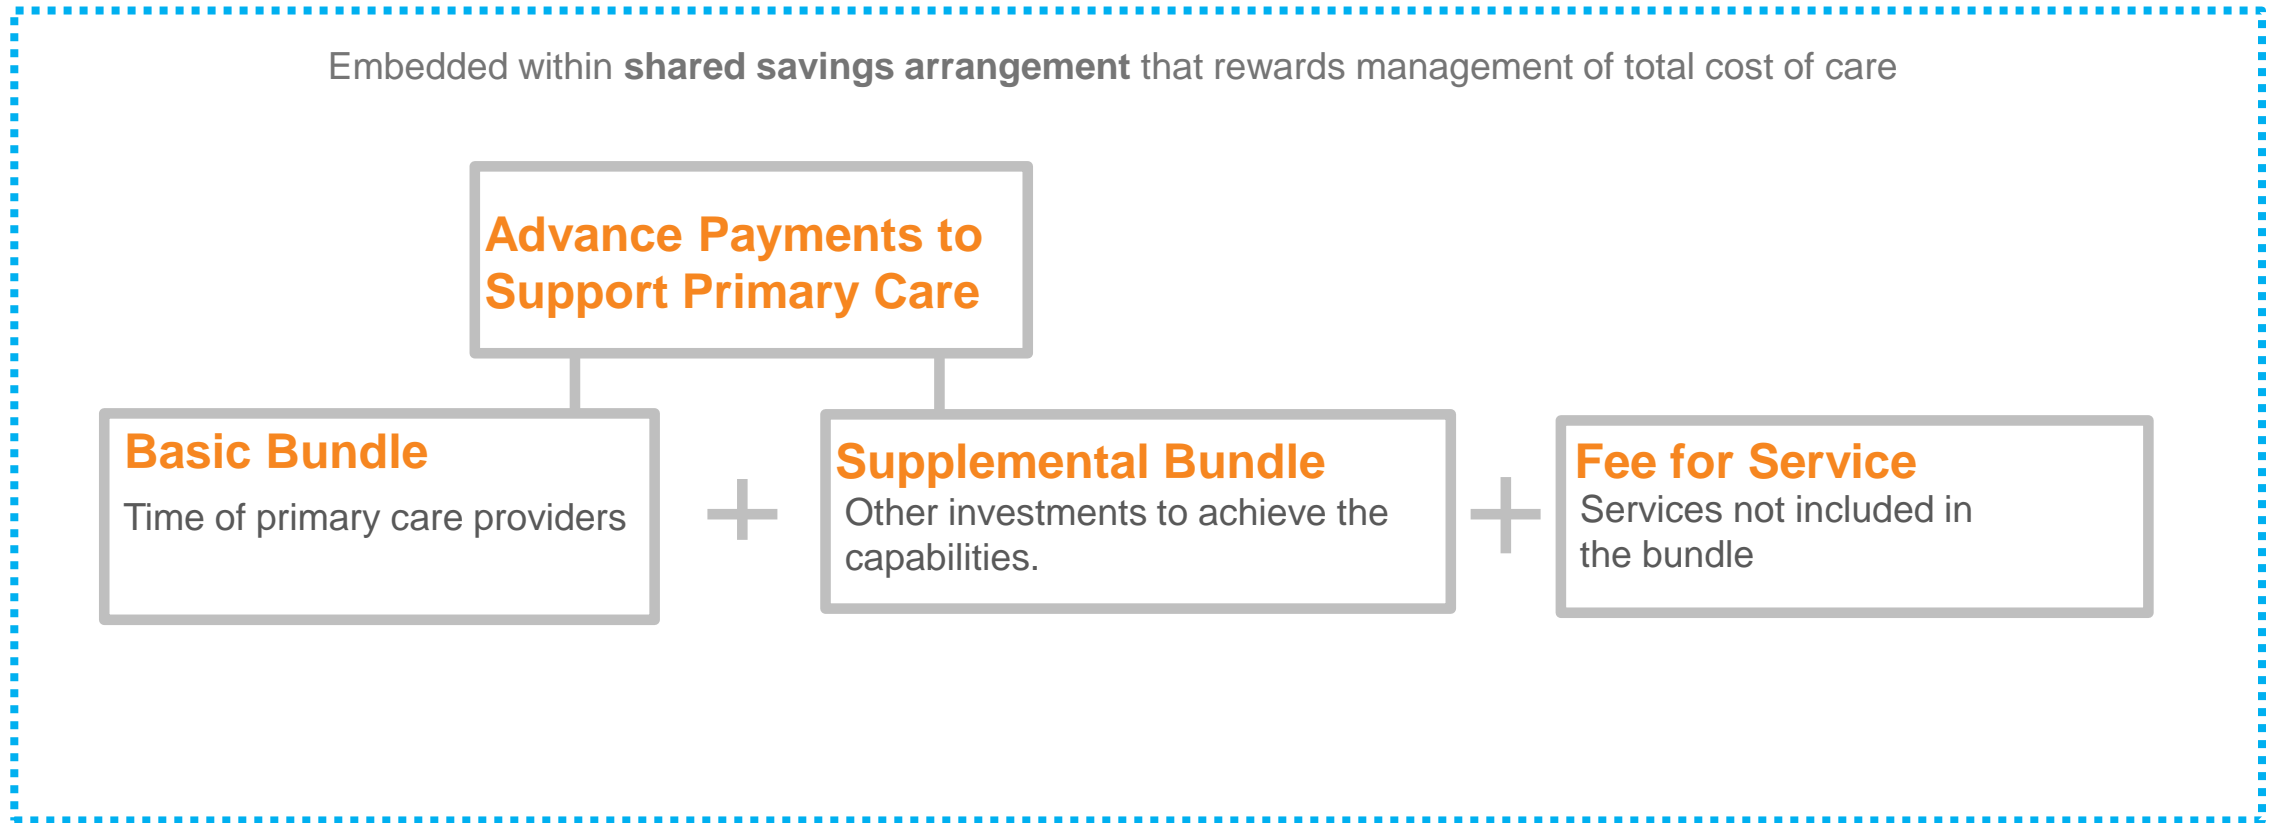 Embedded within shared savings arrangement that rewards management of total cost of care
Advance Payments to
Support Primary Care
Basic Bundle
Time of primary care providers
+
Supplemental Bundle
Other investments to achieve the
capabilities.
+
Fee for Service
Services not included in
the bundle